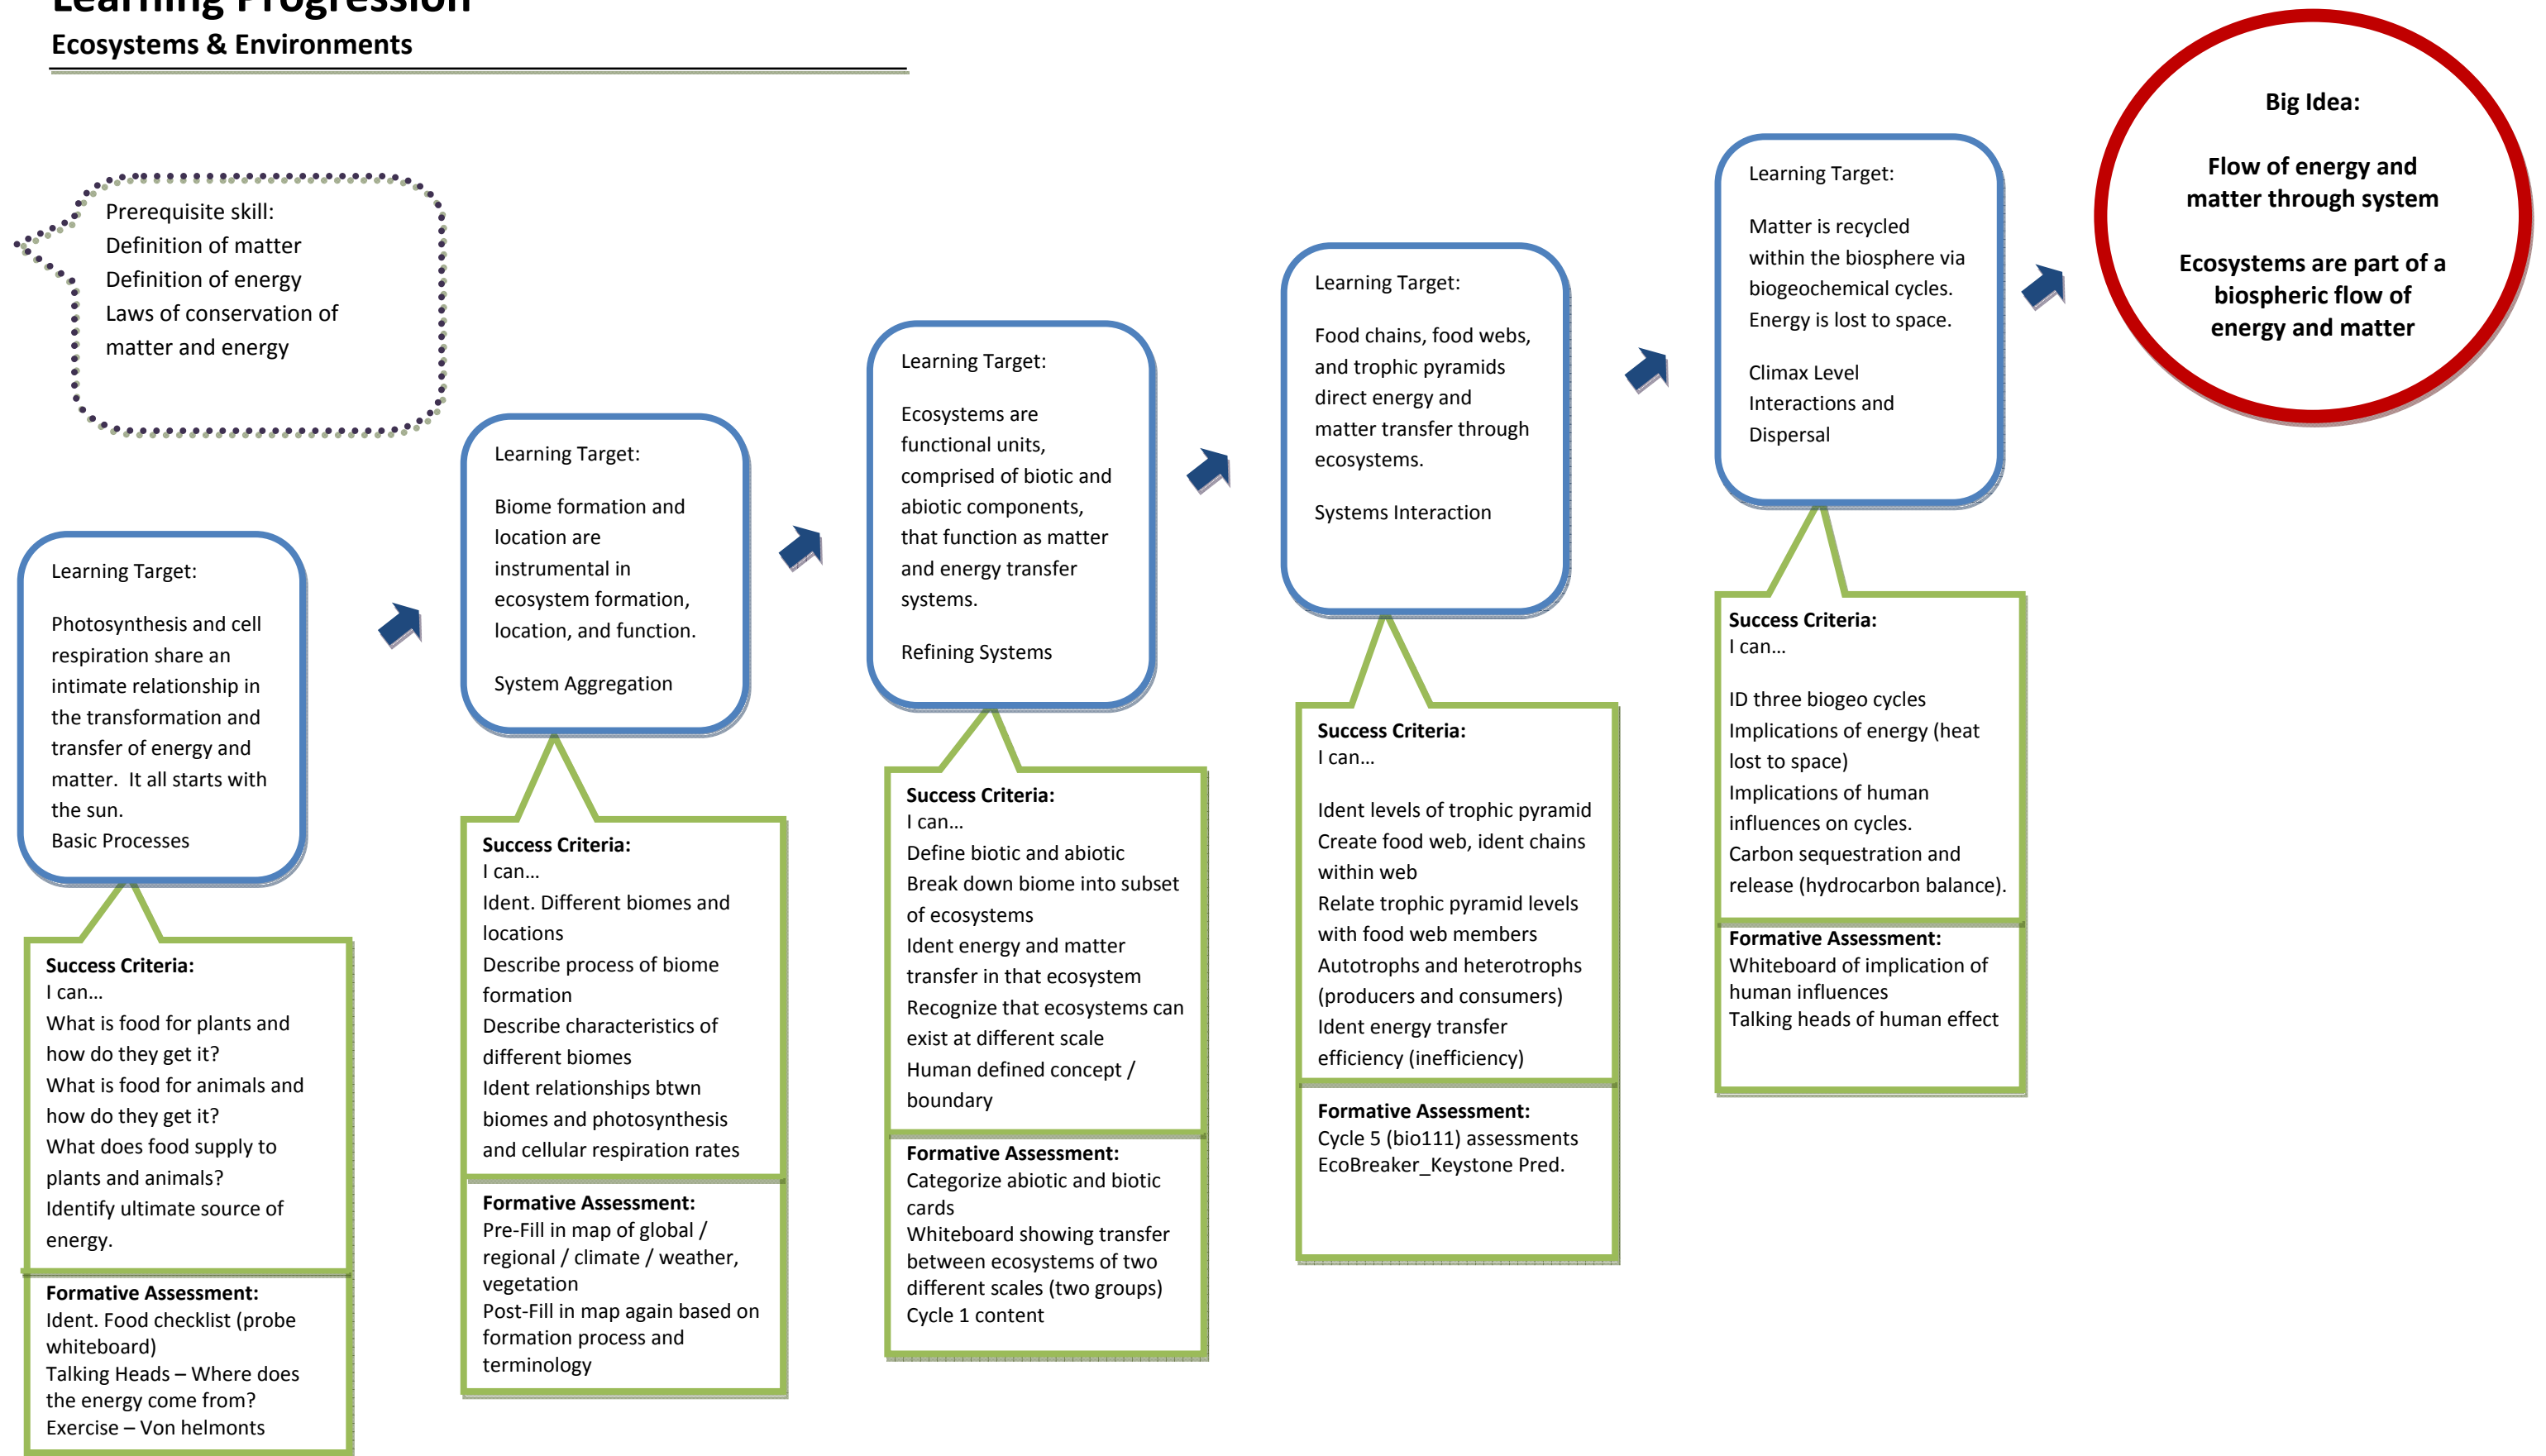 Learning Progression
Ecosystems & Environments
Prerequisite skill:
Definition of matter
Definition of energy
Laws of conservation of
matter and energy
Learning Target:
Photosynthesis and cell
respiration share an
intimate relationship in
the transformation and
transfer of energy and
matter.  It all starts with
the sun.
Basic Processes
Success Criteria:
I can…
What is food for plants and
how do they get it?
What is food for animals and
how do they get it?
What does food supply to
plants and animals?
Identify ultimate source of
energy.
Formative Assessment:
Ident. Food checklist (probe
whiteboard)
Talking Heads – Where does
the energy come from?
Exercise – Von helmonts
Learning Target:
Biome formation and
location are
instrumental in
ecosystem formation,
location, and function.
System Aggregation
Success Criteria:
I can…
Ident. Different biomes and
locations
Describe process of biome
formation
Describe characteristics of
different biomes
Ident relationships btwn
biomes and photosynthesis
and cellular respiration rates
Formative Assessment:
Pre-Fill in map of global /
regional / climate / weather,
vegetation
Post-Fill in map again based on
formation process and
terminology
Learning Target:
Ecosystems are
functional units,
comprised of biotic and
abiotic components,
that function as matter
and energy transfer
systems.
Refining Systems
Success Criteria:
I can…
Define biotic and abiotic
Break down biome into subset
of ecosystems
Ident energy and matter
transfer in that ecosystem
Recognize that ecosystems can
exist at different scale
Human defined concept /
boundary
Formative Assessment:
Categorize abiotic and biotic
cards
Whiteboard showing transfer
between ecosystems of two
different scales (two groups)
Cycle 1 content
Learning Target:
Food chains, food webs,
and trophic pyramids
direct energy and
matter transfer through
ecosystems.
Systems Interaction
Success Criteria:
I can…
Ident levels of trophic pyramid
Create food web, ident chains
within web
Relate trophic pyramid levels
with food web members
Autotrophs and heterotrophs
(producers and consumers)
Ident energy transfer
efficiency (inefficiency)
Formative Assessment:
Cycle 5 (bio111) assessments
EcoBreaker_Keystone Pred.
Learning Target:
Matter is recycled
within the biosphere via
biogeochemical cycles.
Energy is lost to space.
Climax Level
Interactions and
Dispersal
Success Criteria:
I can…
ID three biogeo cycles
Implications of energy (heat
lost to space)
Implications of human
influences on cycles.
Carbon sequestration and
release (hydrocarbon balance).
Formative Assessment:
Whiteboard of implication of
human influences
Talking heads of human effect
Big Idea:
Flow of energy and
matter through system
Ecosystems are part of a
biospheric flow of
energy and matter